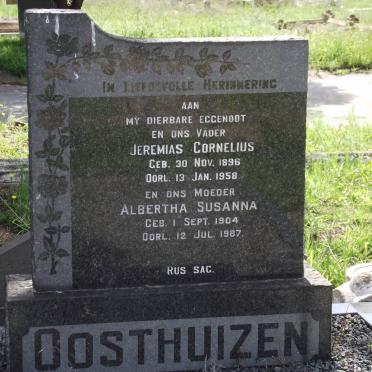 In Liefdevolle Herinnering
AAN
MY DIERBARE EGGENOOT
EN ONS VADER
JEREMIAS CORNELIUS
GEB. 30 NOV. 1896
OORL. 13 JAN. 1958
EN ONS MOEDER
ALBERTHA SUSANNA
GEB. 1 SEPT. 1904
OORL. 12 JUL. 1987
RUS SAG.
OOSTHUIZEN